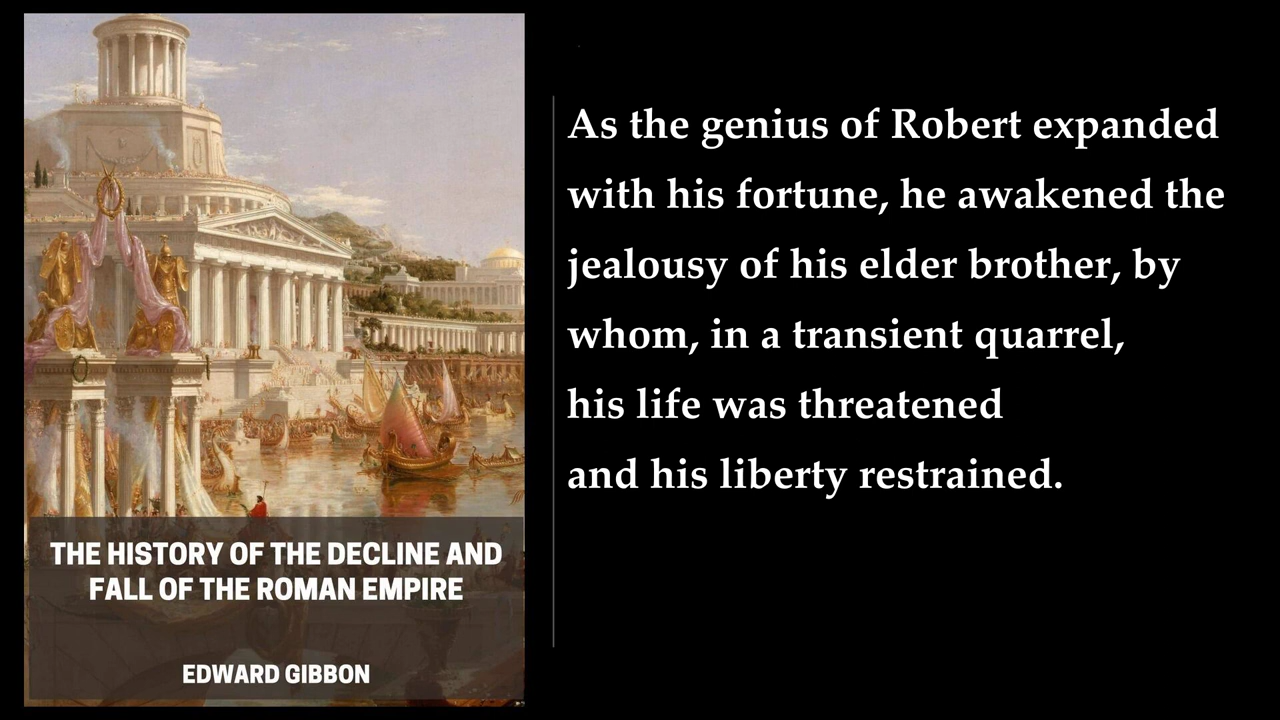 As the genius of Robert expanded
with his fortune, he awakened the
jealousy of his elder brother, by
whom, in a transient quarrel,
his life was threatened
and his liberty restrained.
THE HISTORY OF THE DECLINE AND
FALL OF THE ROMAN EMPIRE
EDWARD GIBBON